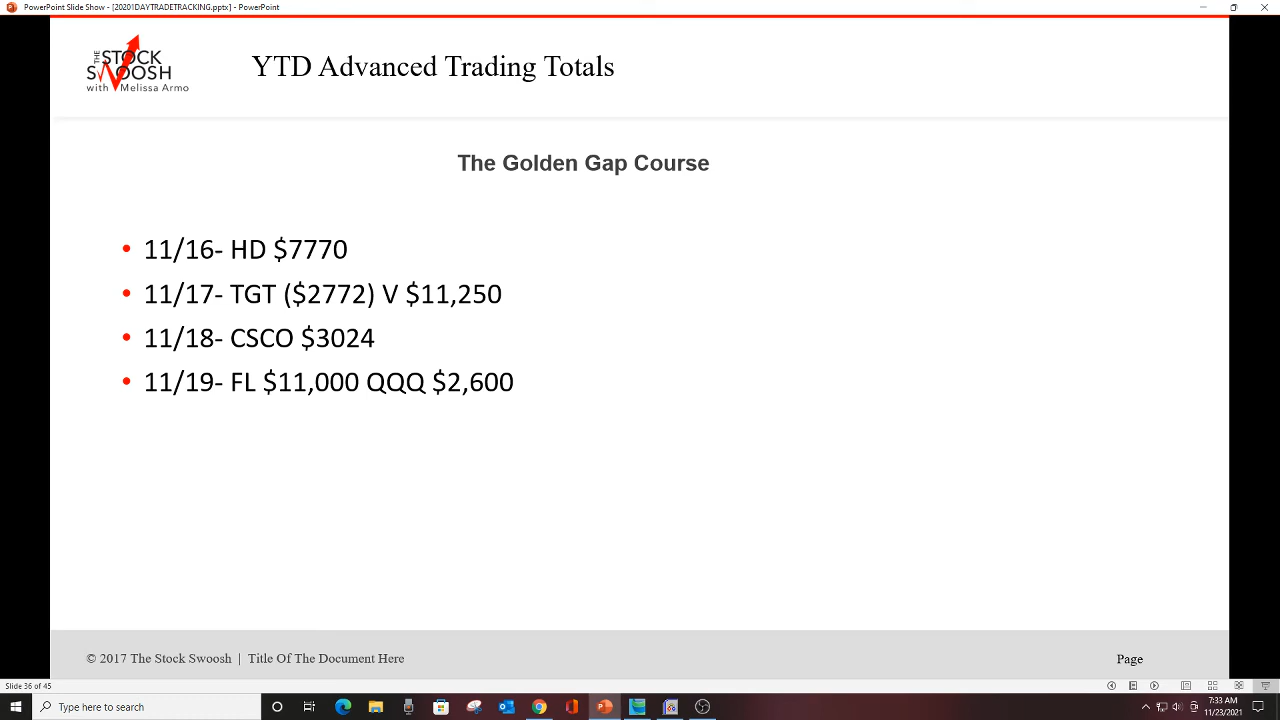 PowerPoint Slide Show - [20201DAYTRADETRACKING.pptx] - PowerPoint
THE STOCK SWOOSH
with Melissa Armo
YTD Advanced Trading Totals
The Golden Gap Course
• 11/16- HD $7770
• 11/17- TGT ($2772) V $11,250
• 11/18- CSCO $3024
• 11/19- FL $11,000 QQQ $2,600
© 2017 The Stock Swoosh | Title Of The Document Here
Page
Slide 36 of 45
Type here to search
7:33 AM
11/23/2021